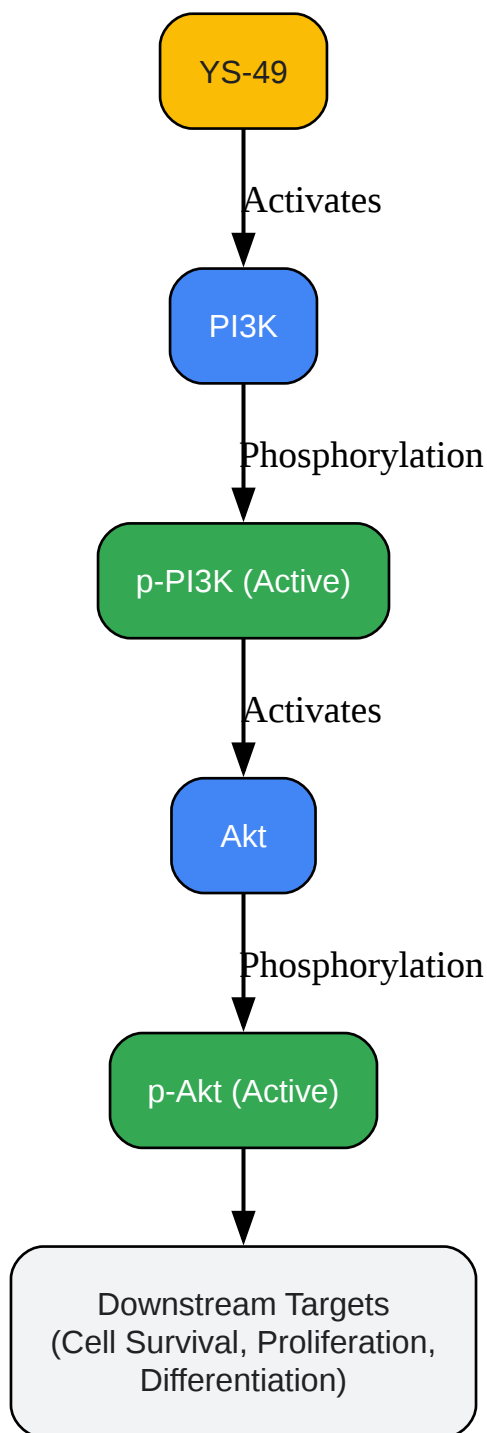 YS-49
Activates
PI3K
Phosphorylation
p-PI3K (Active)
Activates
Akt
Phosphorylation
p-Akt (Active)
Downstream Targets
(Cell Survival, Proliferation,
Differentiation)